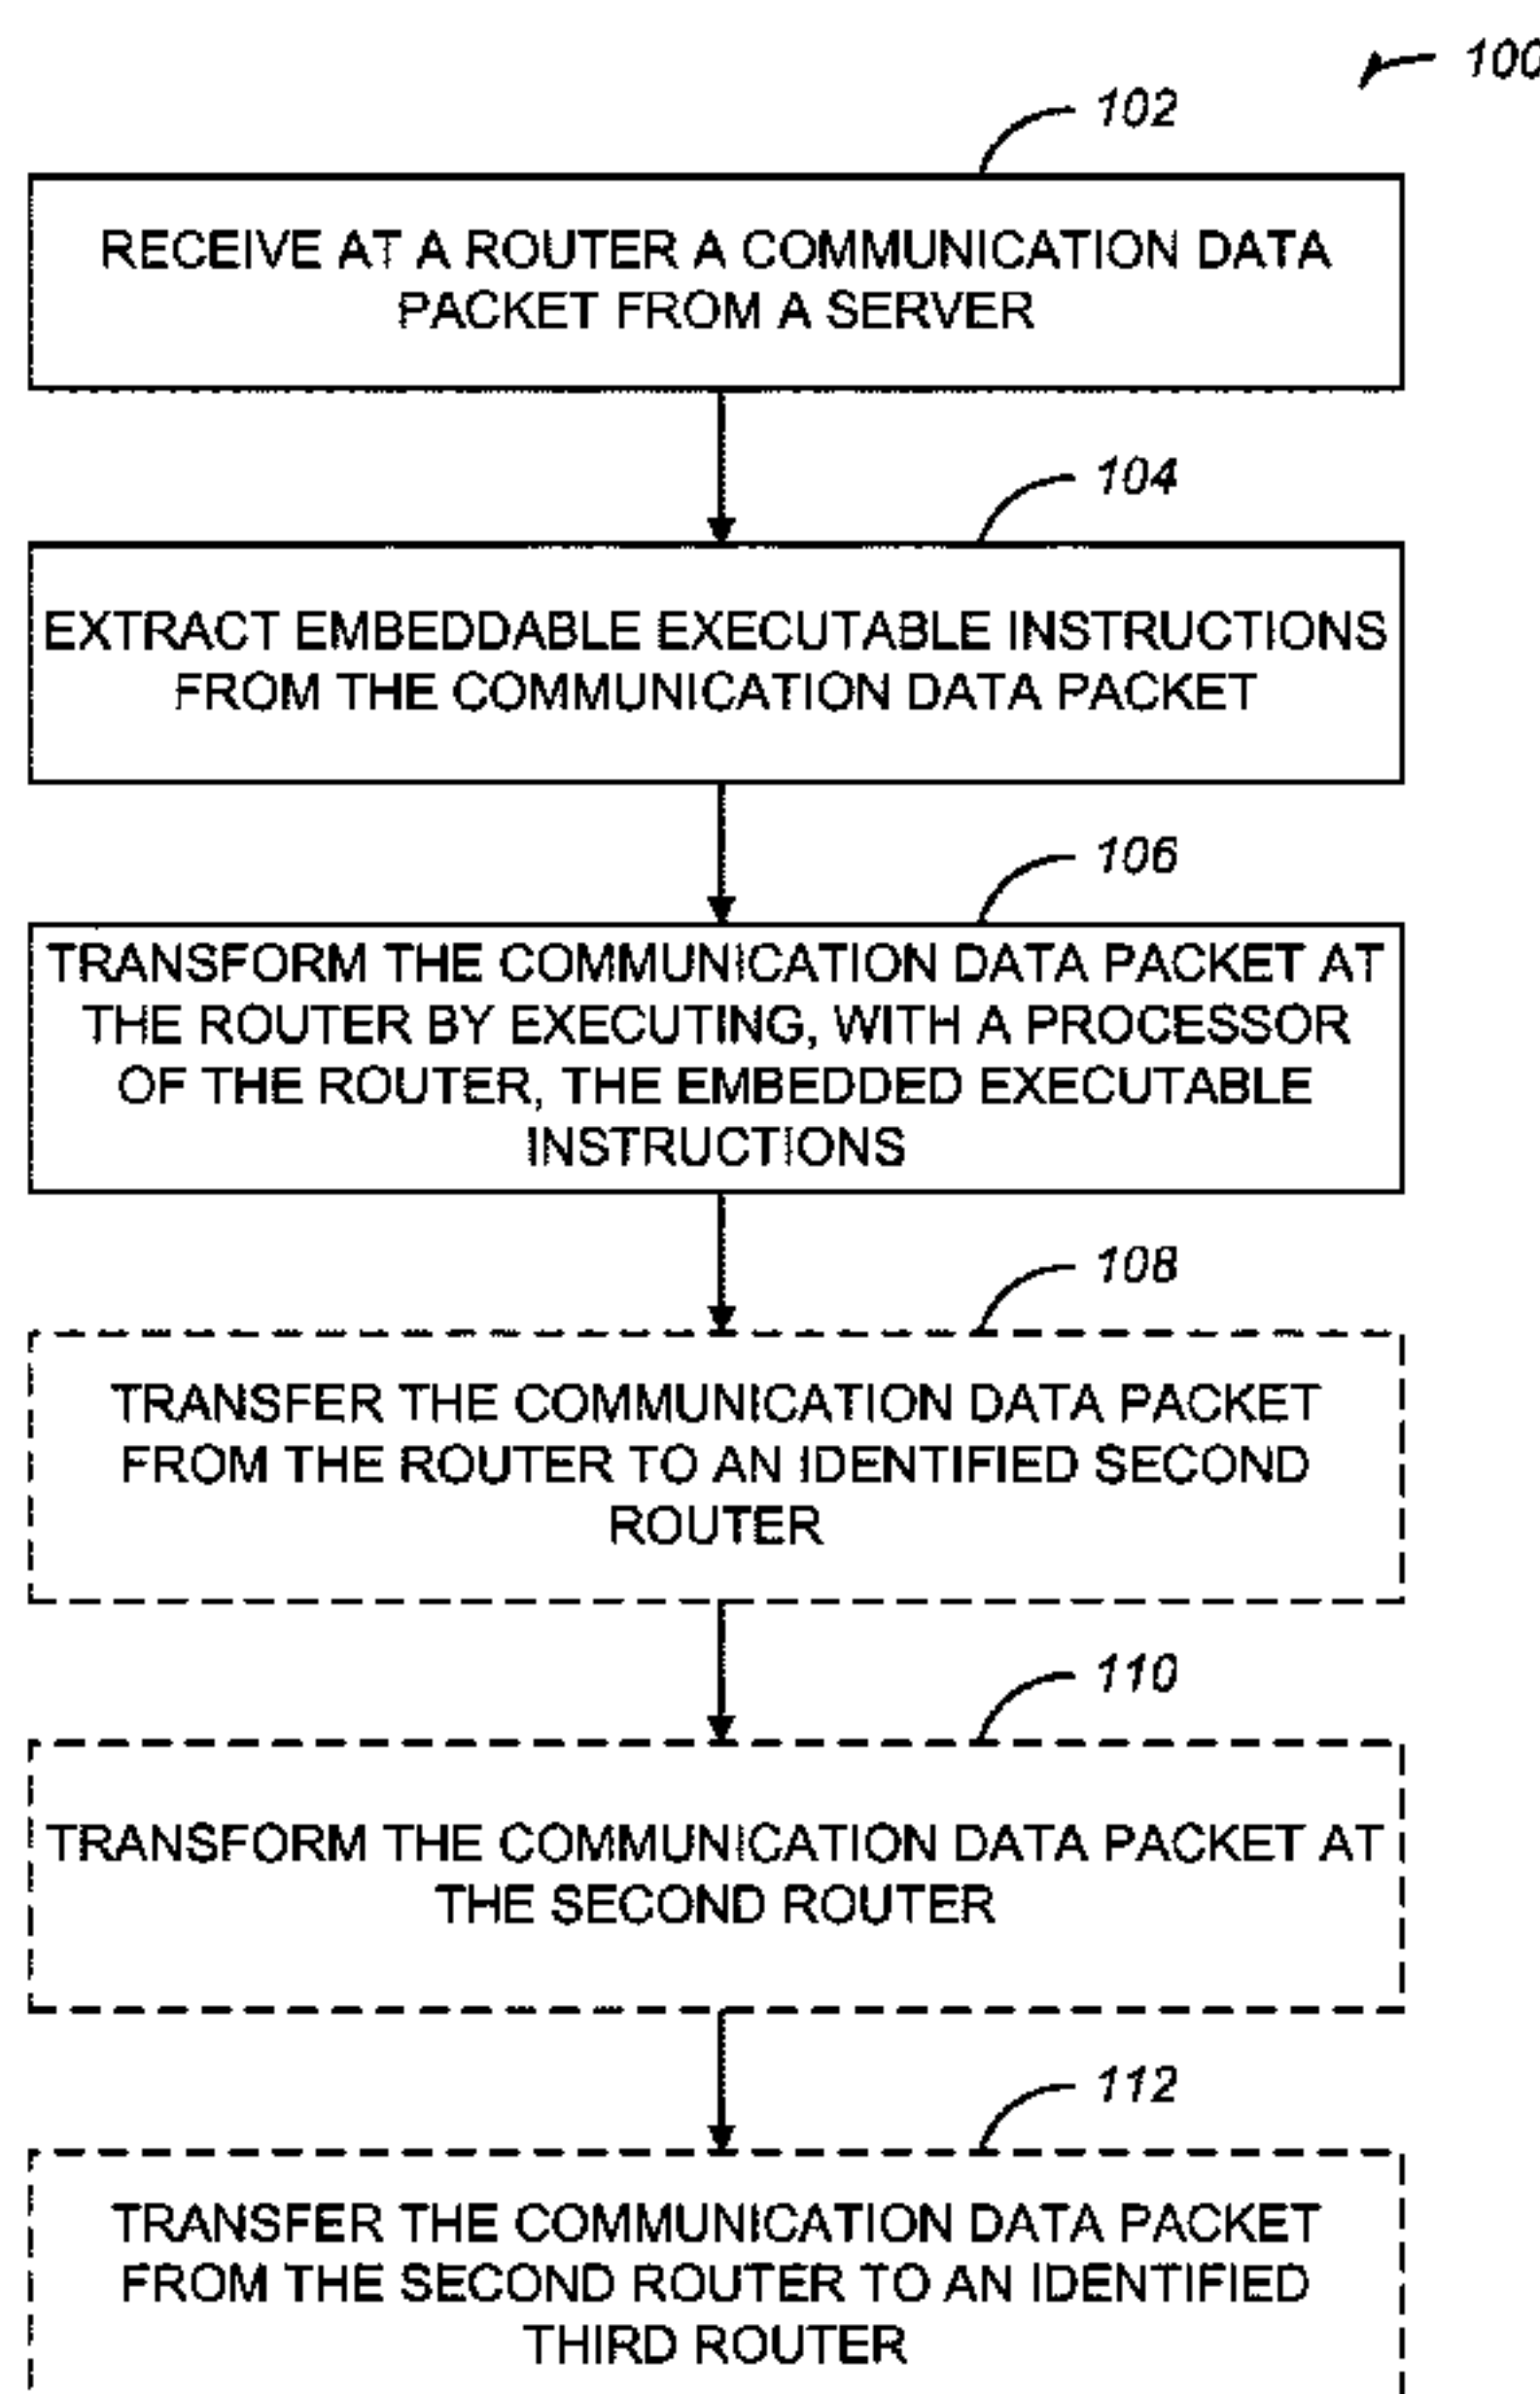 100
102
RECEIVE AT A ROUTER A COMMUNICATION DATA
PACKET FROM A SERVER
104
EXTRACT EMBEDDABLE EXECUTABLE INSTRUCTIONS
FROM THE COMMUNICATION DATA PACKET
106
TRANSFORM THE COMMUNICATION DATA PACKET AT
THE ROUTER BY EXECUTING, WITH A PROCESSOR
OF THE ROUTER, THE EMBEDDED EXECUTABLE
INSTRUCTIONS
108
TRANSFER THE COMMUNICATION DATA PACKET
FROM THE ROUTER TO AN IDENTIFIED SECOND
ROUTER
110
TRANSFORM THE COMMUNICATION DATA PACKET AT
THE SECOND ROUTER
112
TRANSFER THE COMMUNICATION DATA PACKET
FROM THE SECOND ROUTER TO AN IDENTIFIED
THIRD ROUTER